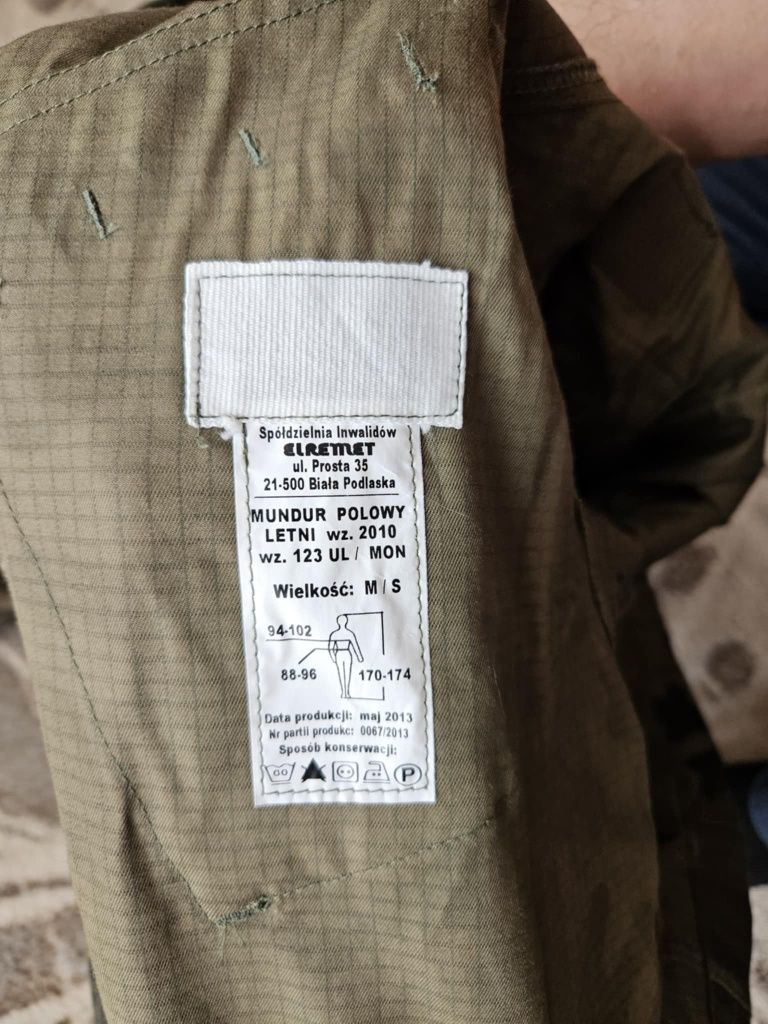 Spółdzielnia Inwalidów
ELREMET
ul. Prosta 35
21-500 Biała Podlaska
MUNDUR POLOWY
LETNI wz. 2010
wz. 123 UL / MON
Wielkość: M / S
94-102
88-96 170-174
Data produkcji: maj 2013
Nr partii produkc: 0067/2013
Sposób konserwacji:
P